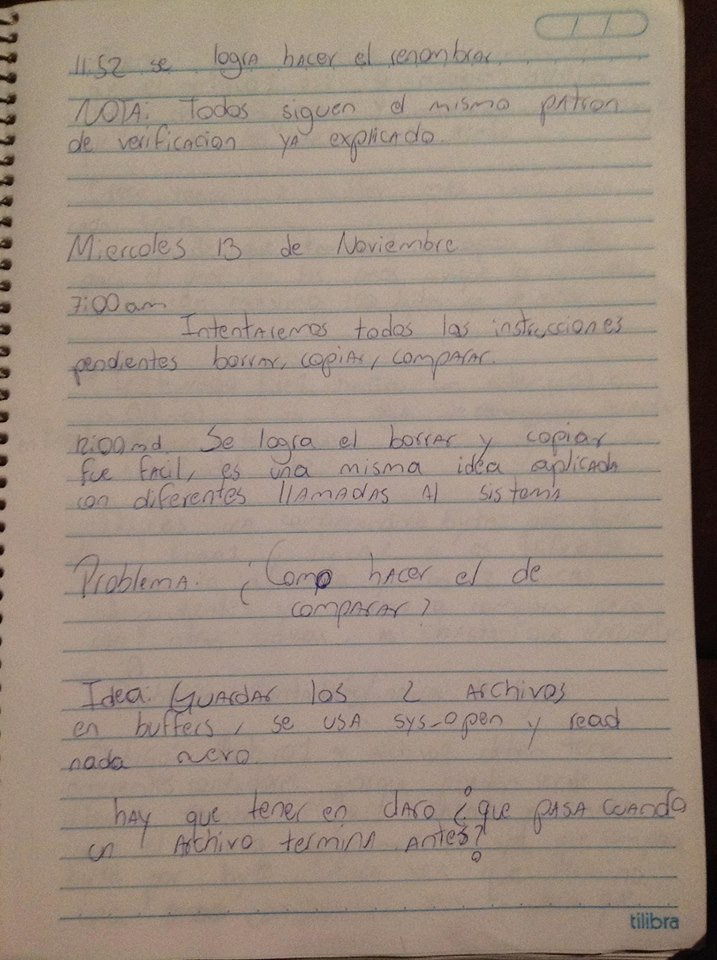 11:52 se logra hacer el renombrar.
NOTA: Todos siguen el mismo patron
de verificacion ya explicado.
Miercoles 13 de Noviembre
7:00 am
Intentaremos todos las instrucciones
pendientes borrar, copiar, comparar.
12:00 md. Se logra el borrar y copiar
fue facil, es una misma idea aplicada
con diferentes llamadas al sistema
Problema: ¿Como hacer el de
comparar?
Idea: Guardar los 2 archivos
en buffers, se usa sys_open y read
nada nuevo.
hay que tener en claro ¿que pasa cuando
un archivo termina antes?
tilibra